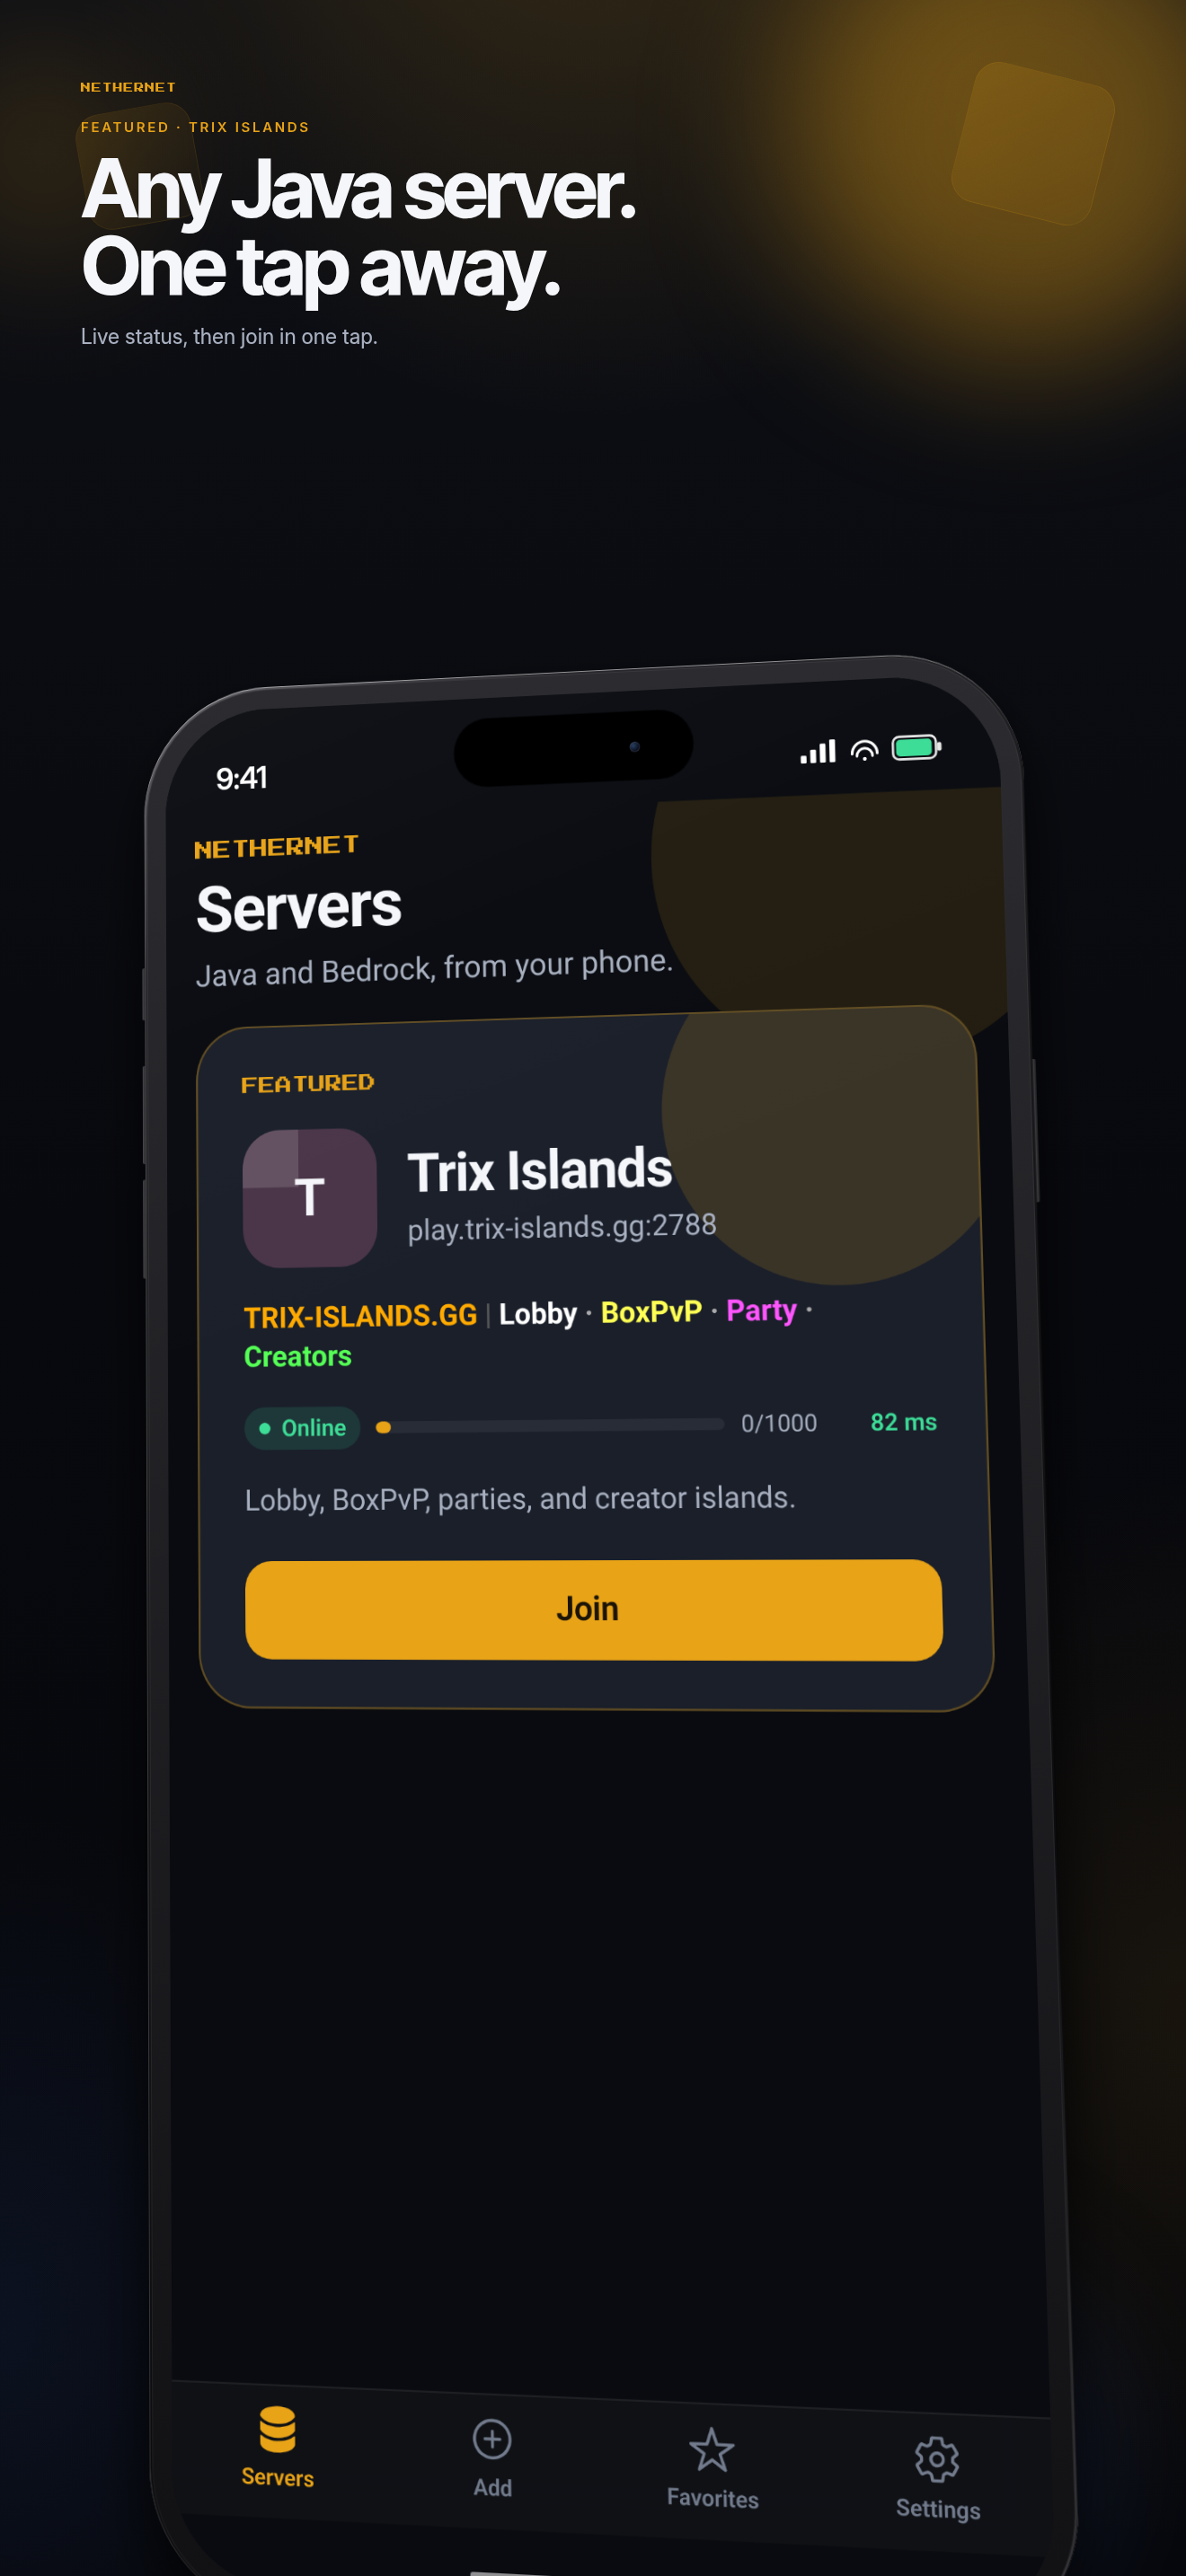 NETHERNET
FEATURED · TRIX ISLANDS
Any Java server.
One tap away.
Live status, then join in one tap.
9:41
NETHERNET
Servers
Java and Bedrock, from your phone.
FEATURED
T
Trix Islands
play.trix-islands.gg:2788
TRIX-ISLANDS.GG | Lobby · BoxPvP · Party ·
Creators
Online 0/1000 82 ms
Lobby, BoxPvP, parties, and creator islands.
Join
Servers Add Favorites Settings